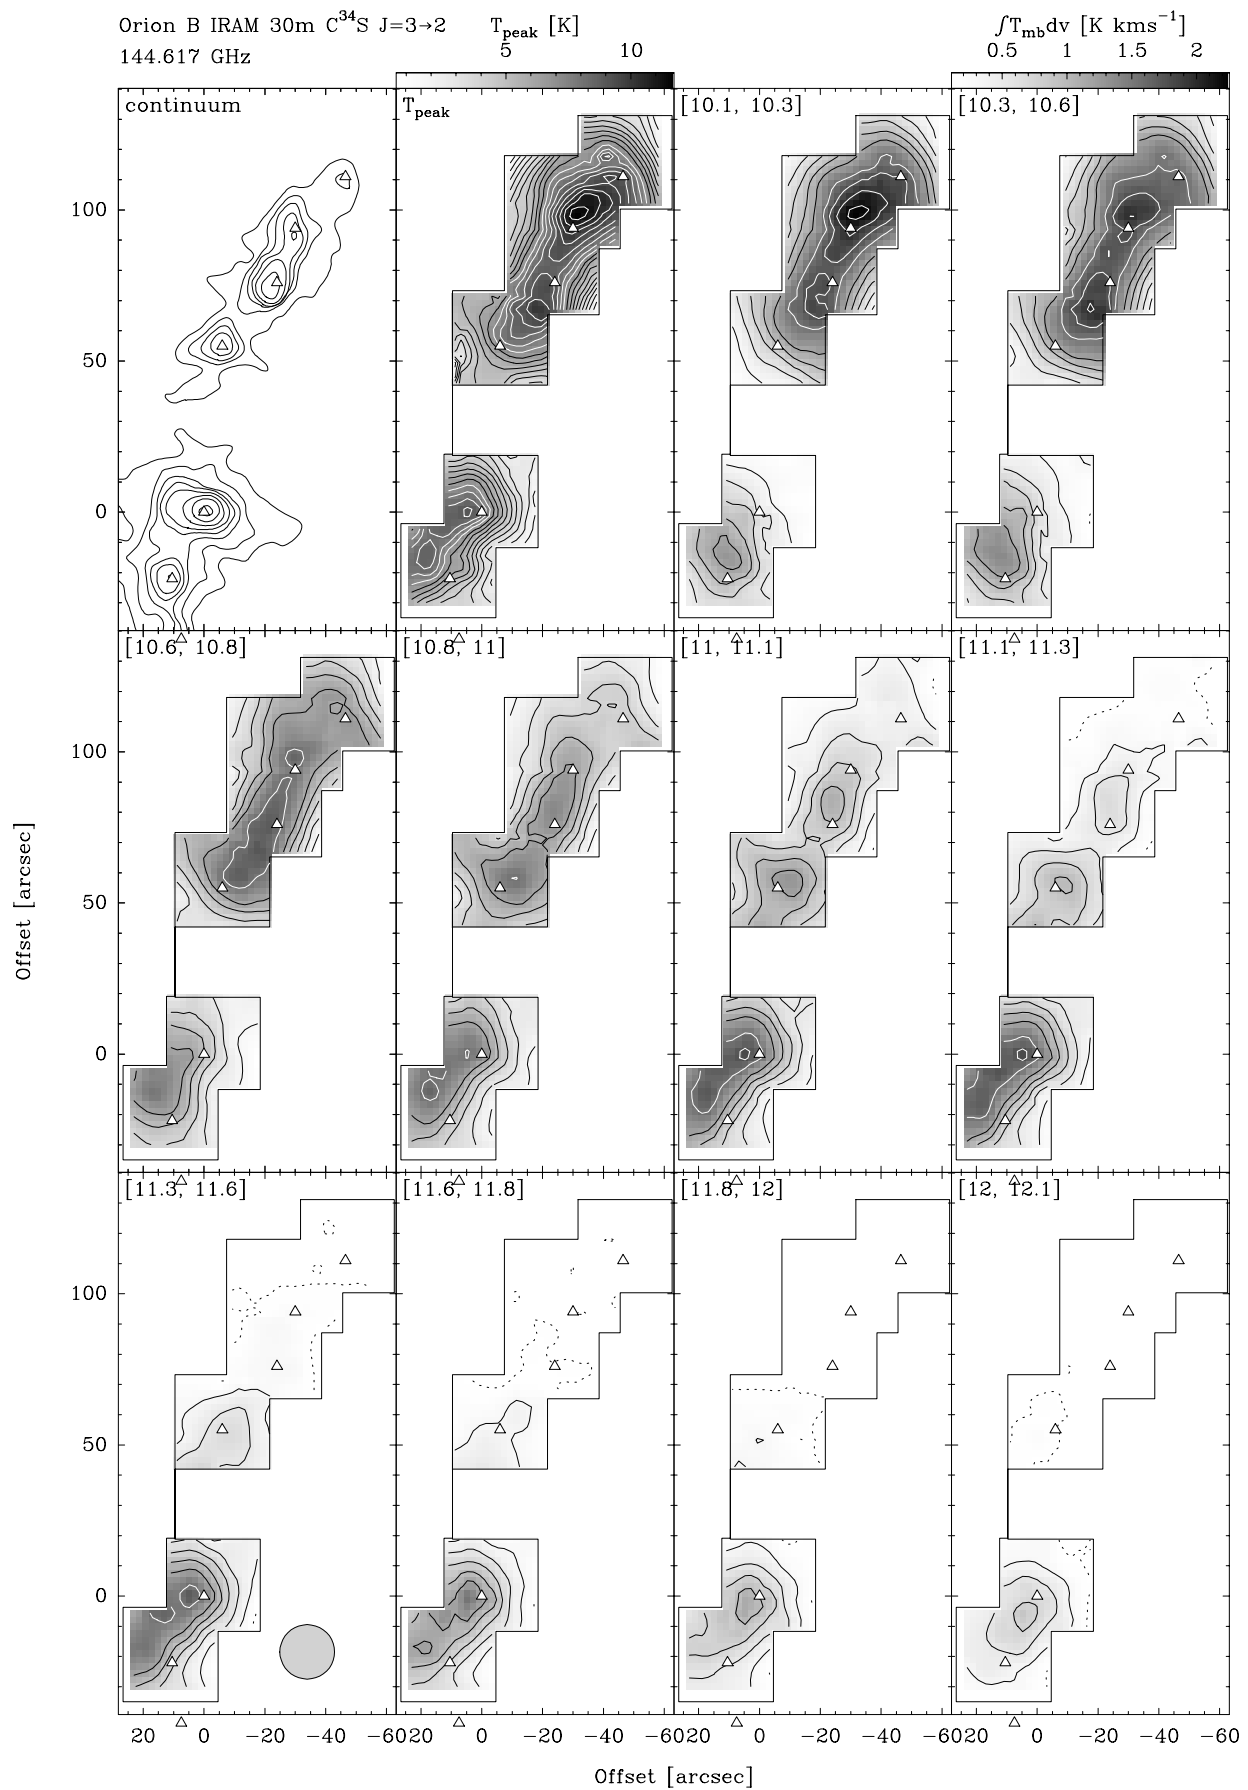 Orion B IRAM 30m C³⁴S J=3→2 T_peak [K] ∫T_mb dv [K kms⁻¹]
144.617 GHz 5 10 0.5 1 1.5 2
continuum T_peak [10.1, 10.3] [10.3, 10.6]
100
50
0
[10.6, 10.8] [10.8, 11] [11, 11.1] [11.1, 11.3]
100
50
0
Offset [arcsec]
[11.3, 11.6] [11.6, 11.8] [11.8, 12] [12, 12.1]
100
50
0
20 0 −20 −40 −60 20 0 −20 −40 −60 20 0 −20 −40 −60 20 0 −20 −40 −60
Offset [arcsec]